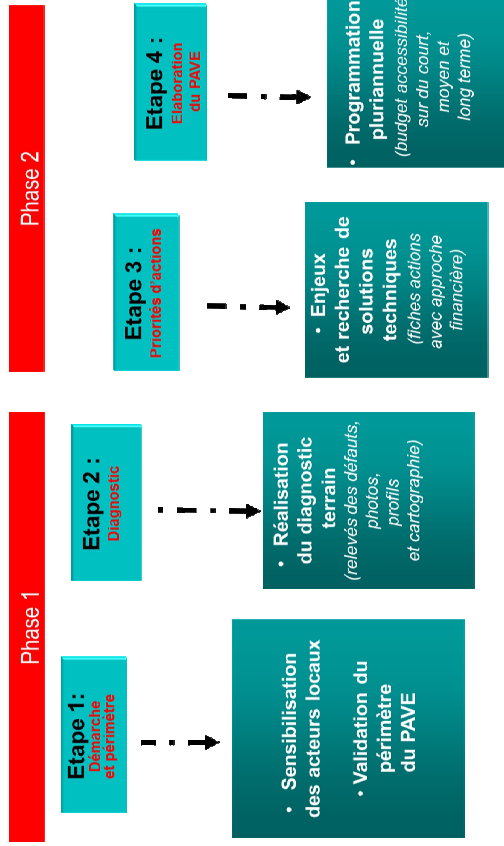 Phase 1
Etape 1:
Démarche
et périmètre
• Sensibilisation
des acteurs locaux
• Validation du
périmètre
du PAVE
Etape 2 :
Diagnostic
• Réalisation
du diagnostic
terrain
(relevés des défauts,
photos,
profils
et cartographie)
Phase 2
Etape 3 :
Priorités d'actions
• Enjeux
et recherche de
solutions
techniques
(fiches actions
avec approche
financière)
Etape 4 :
Elaboration
du PAVE
• Programmation
pluriannuelle
(budget accessibilité
sur du court,
moyen et
long terme)